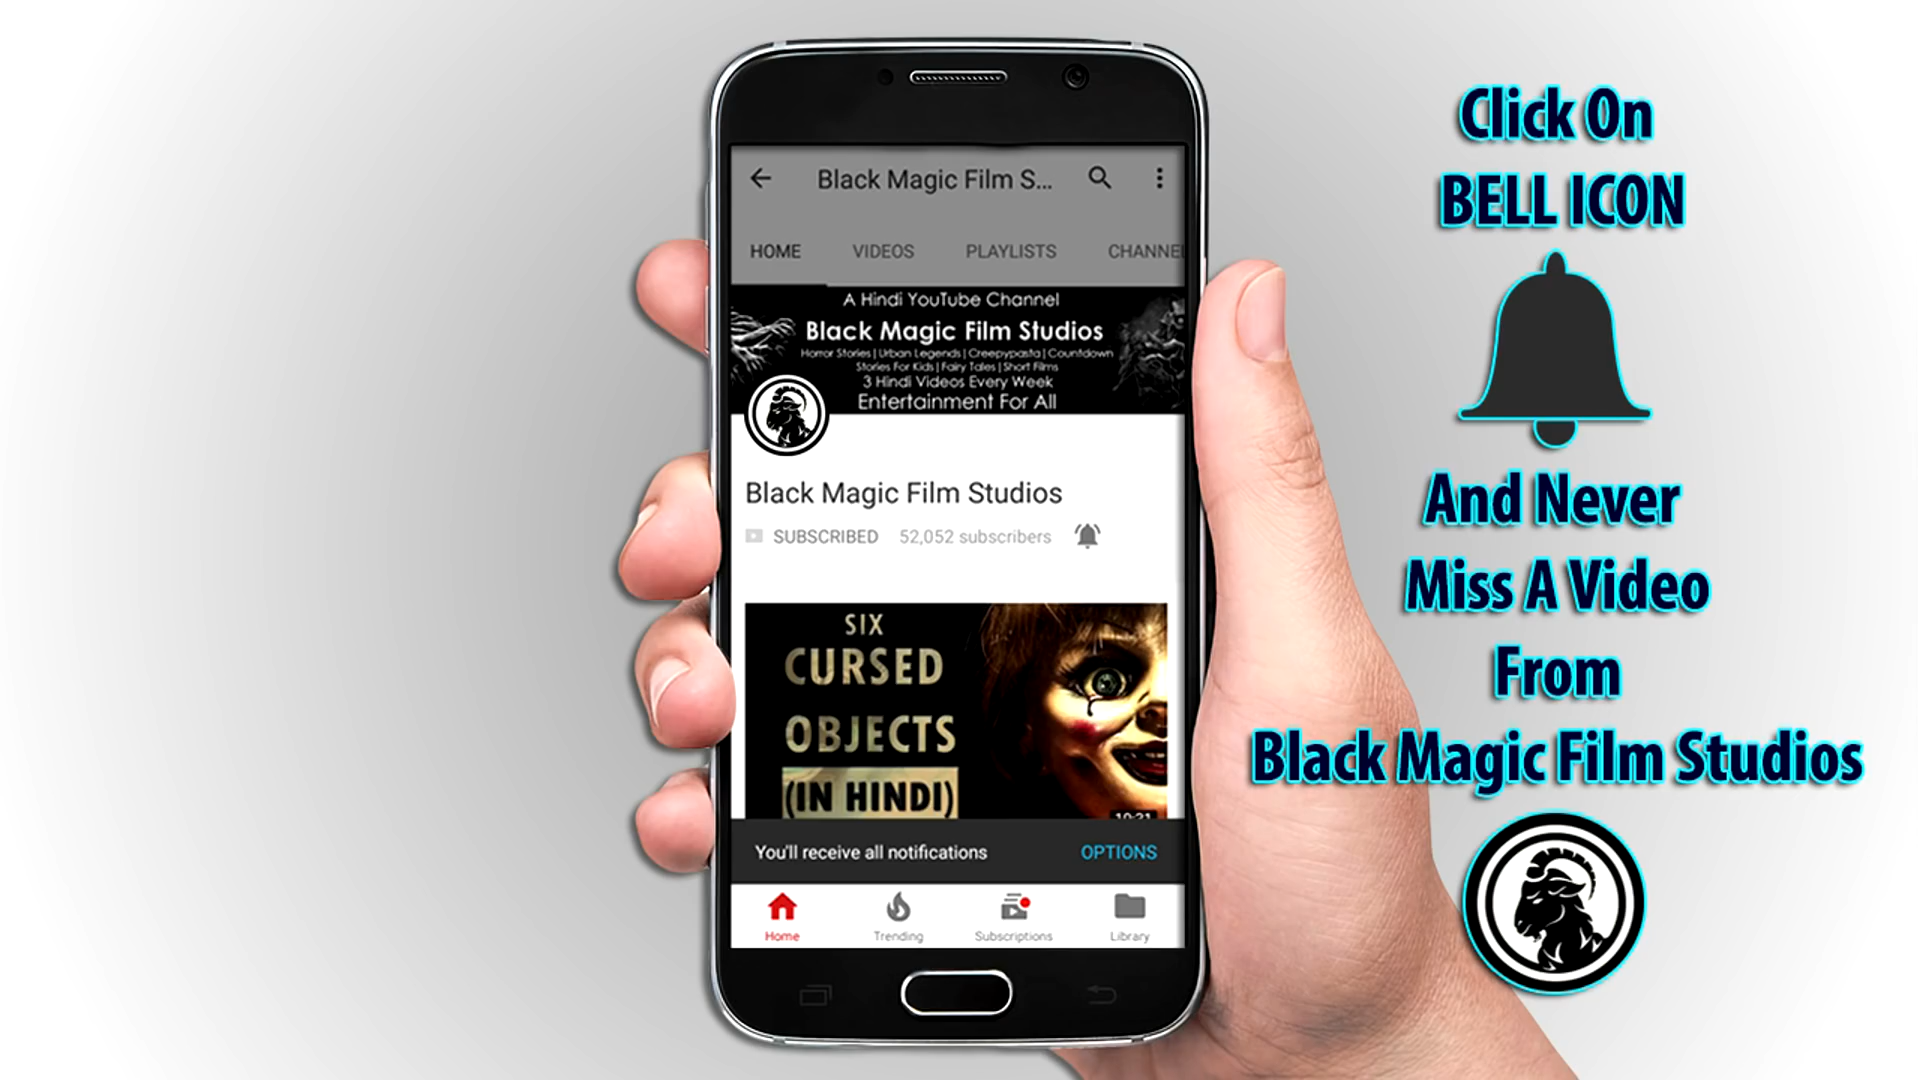 Black Magic Film S...
HOME VIDEOS PLAYLISTS CHANNEL
A Hindi YouTube Channel
Black Magic Film Studios
Horror Stories | Urban Legends | Creepypasta | Countdown
Stories For Kids | Fairy Tales | Short Films
3 Hindi Videos Every Week
Entertainment For All
Black Magic Film Studios
SUBSCRIBED 52,052 subscribers
SIX
CURSED
OBJECTS
(IN HINDI)
10:21
You'll receive all notifications OPTIONS
Home Trending Subscriptions Library
Click On
BELL ICON
And Never
Miss A Video
From
Black Magic Film Studios